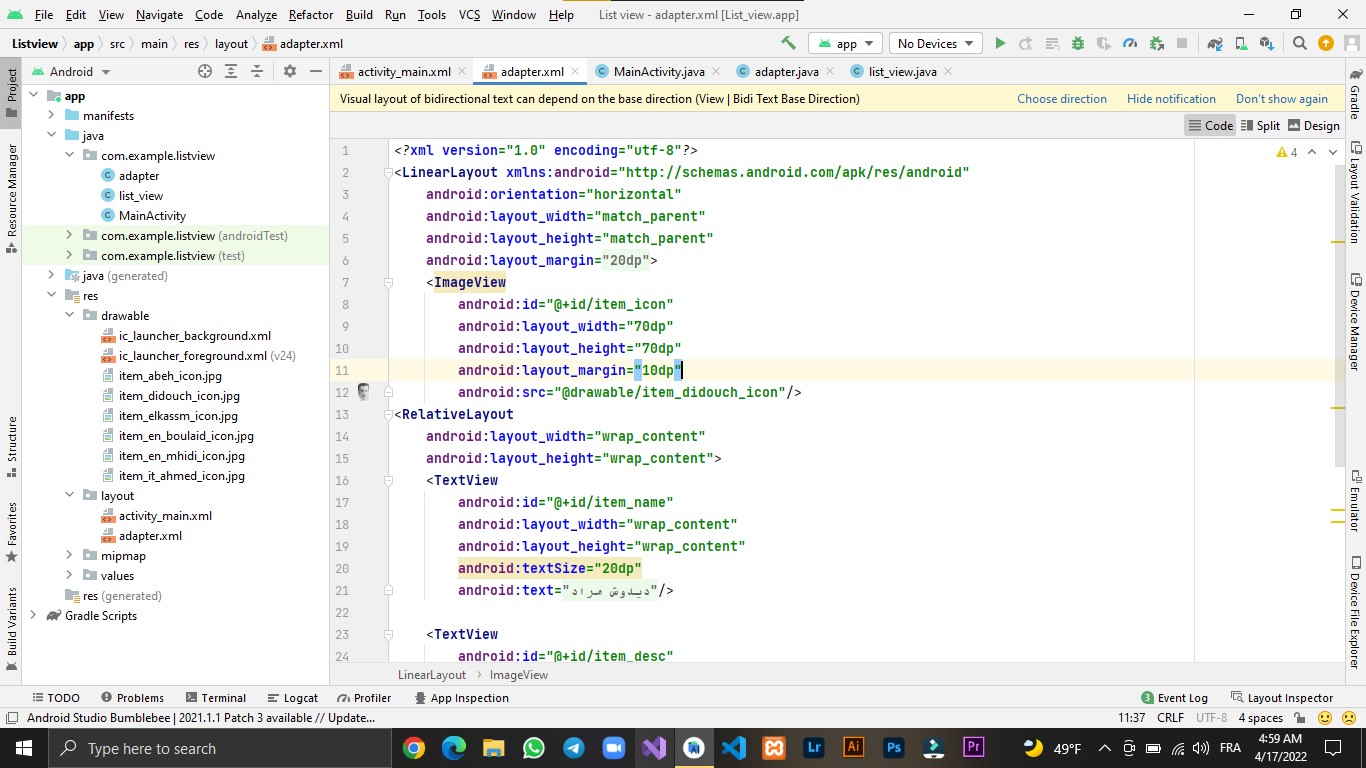 File Edit View Navigate Code Analyze Refactor Build Run Tools VCS Window Help List view - adapter.xml [List_view.app]
Listview app src main res layout adapter.xml app No Devices
Project Android activity_main.xml adapter.xml MainActivity.java adapter.java list_view.java Gradle
Visual layout of bidirectional text can depend on the base direction (View | Bidi Text Base Direction) Choose direction Hide notification Don't show again
Code Split Design
Resource Manager
Structure
Favorites
Build Variants
app
manifests
java
com.example.listview
adapter
list_view
MainActivity
com.example.listview (androidTest)
com.example.listview (test)
java (generated)
res
drawable
ic_launcher_background.xml
ic_launcher_foreground.xml (v24)
item_abeh_icon.jpg
item_didouch_icon.jpg
item_elkassm_icon.jpg
item_en_boulaid_icon.jpg
item_en_mhidi_icon.jpg
item_it_ahmed_icon.jpg
layout
activity_main.xml
adapter.xml
mipmap
values
res (generated)
Gradle Scripts
4
1 <?xml version="1.0" encoding="utf-8"?>
2 <LinearLayout xmlns:android="http://schemas.android.com/apk/res/android"
3 android:orientation="horizontal"
4 android:layout_width="match_parent"
5 android:layout_height="match_parent"
6 android:layout_margin="20dp">
7 <ImageView
8 android:id="@+id/item_icon"
9 android:layout_width="70dp"
10 android:layout_height="70dp"
11 android:layout_margin="10dp"
12 android:src="@drawable/item_didouch_icon"/>
13 <RelativeLayout
14 android:layout_width="wrap_content"
15 android:layout_height="wrap_content">
16 <TextView
17 android:id="@+id/item_name"
18 android:layout_width="wrap_content"
19 android:layout_height="wrap_content"
20 android:textSize="20dp"
21 android:text="ديدوش مراد"/>
22
23 <TextView
24 android:id="@+id/item_desc"
LinearLayout ImageView
Layout Validation
Device Manager
Emulator
Device File Explorer
TODO Problems Terminal Logcat Profiler App Inspection 3 Event Log Layout Inspector
Android Studio Bumblebee | 2021.1.1 Patch 3 available // Update... 11:37 CRLF UTF-8 4 spaces
Type here to search Lr Ai Ps Pr 49°F FRA 4:59 AM
4/17/2022